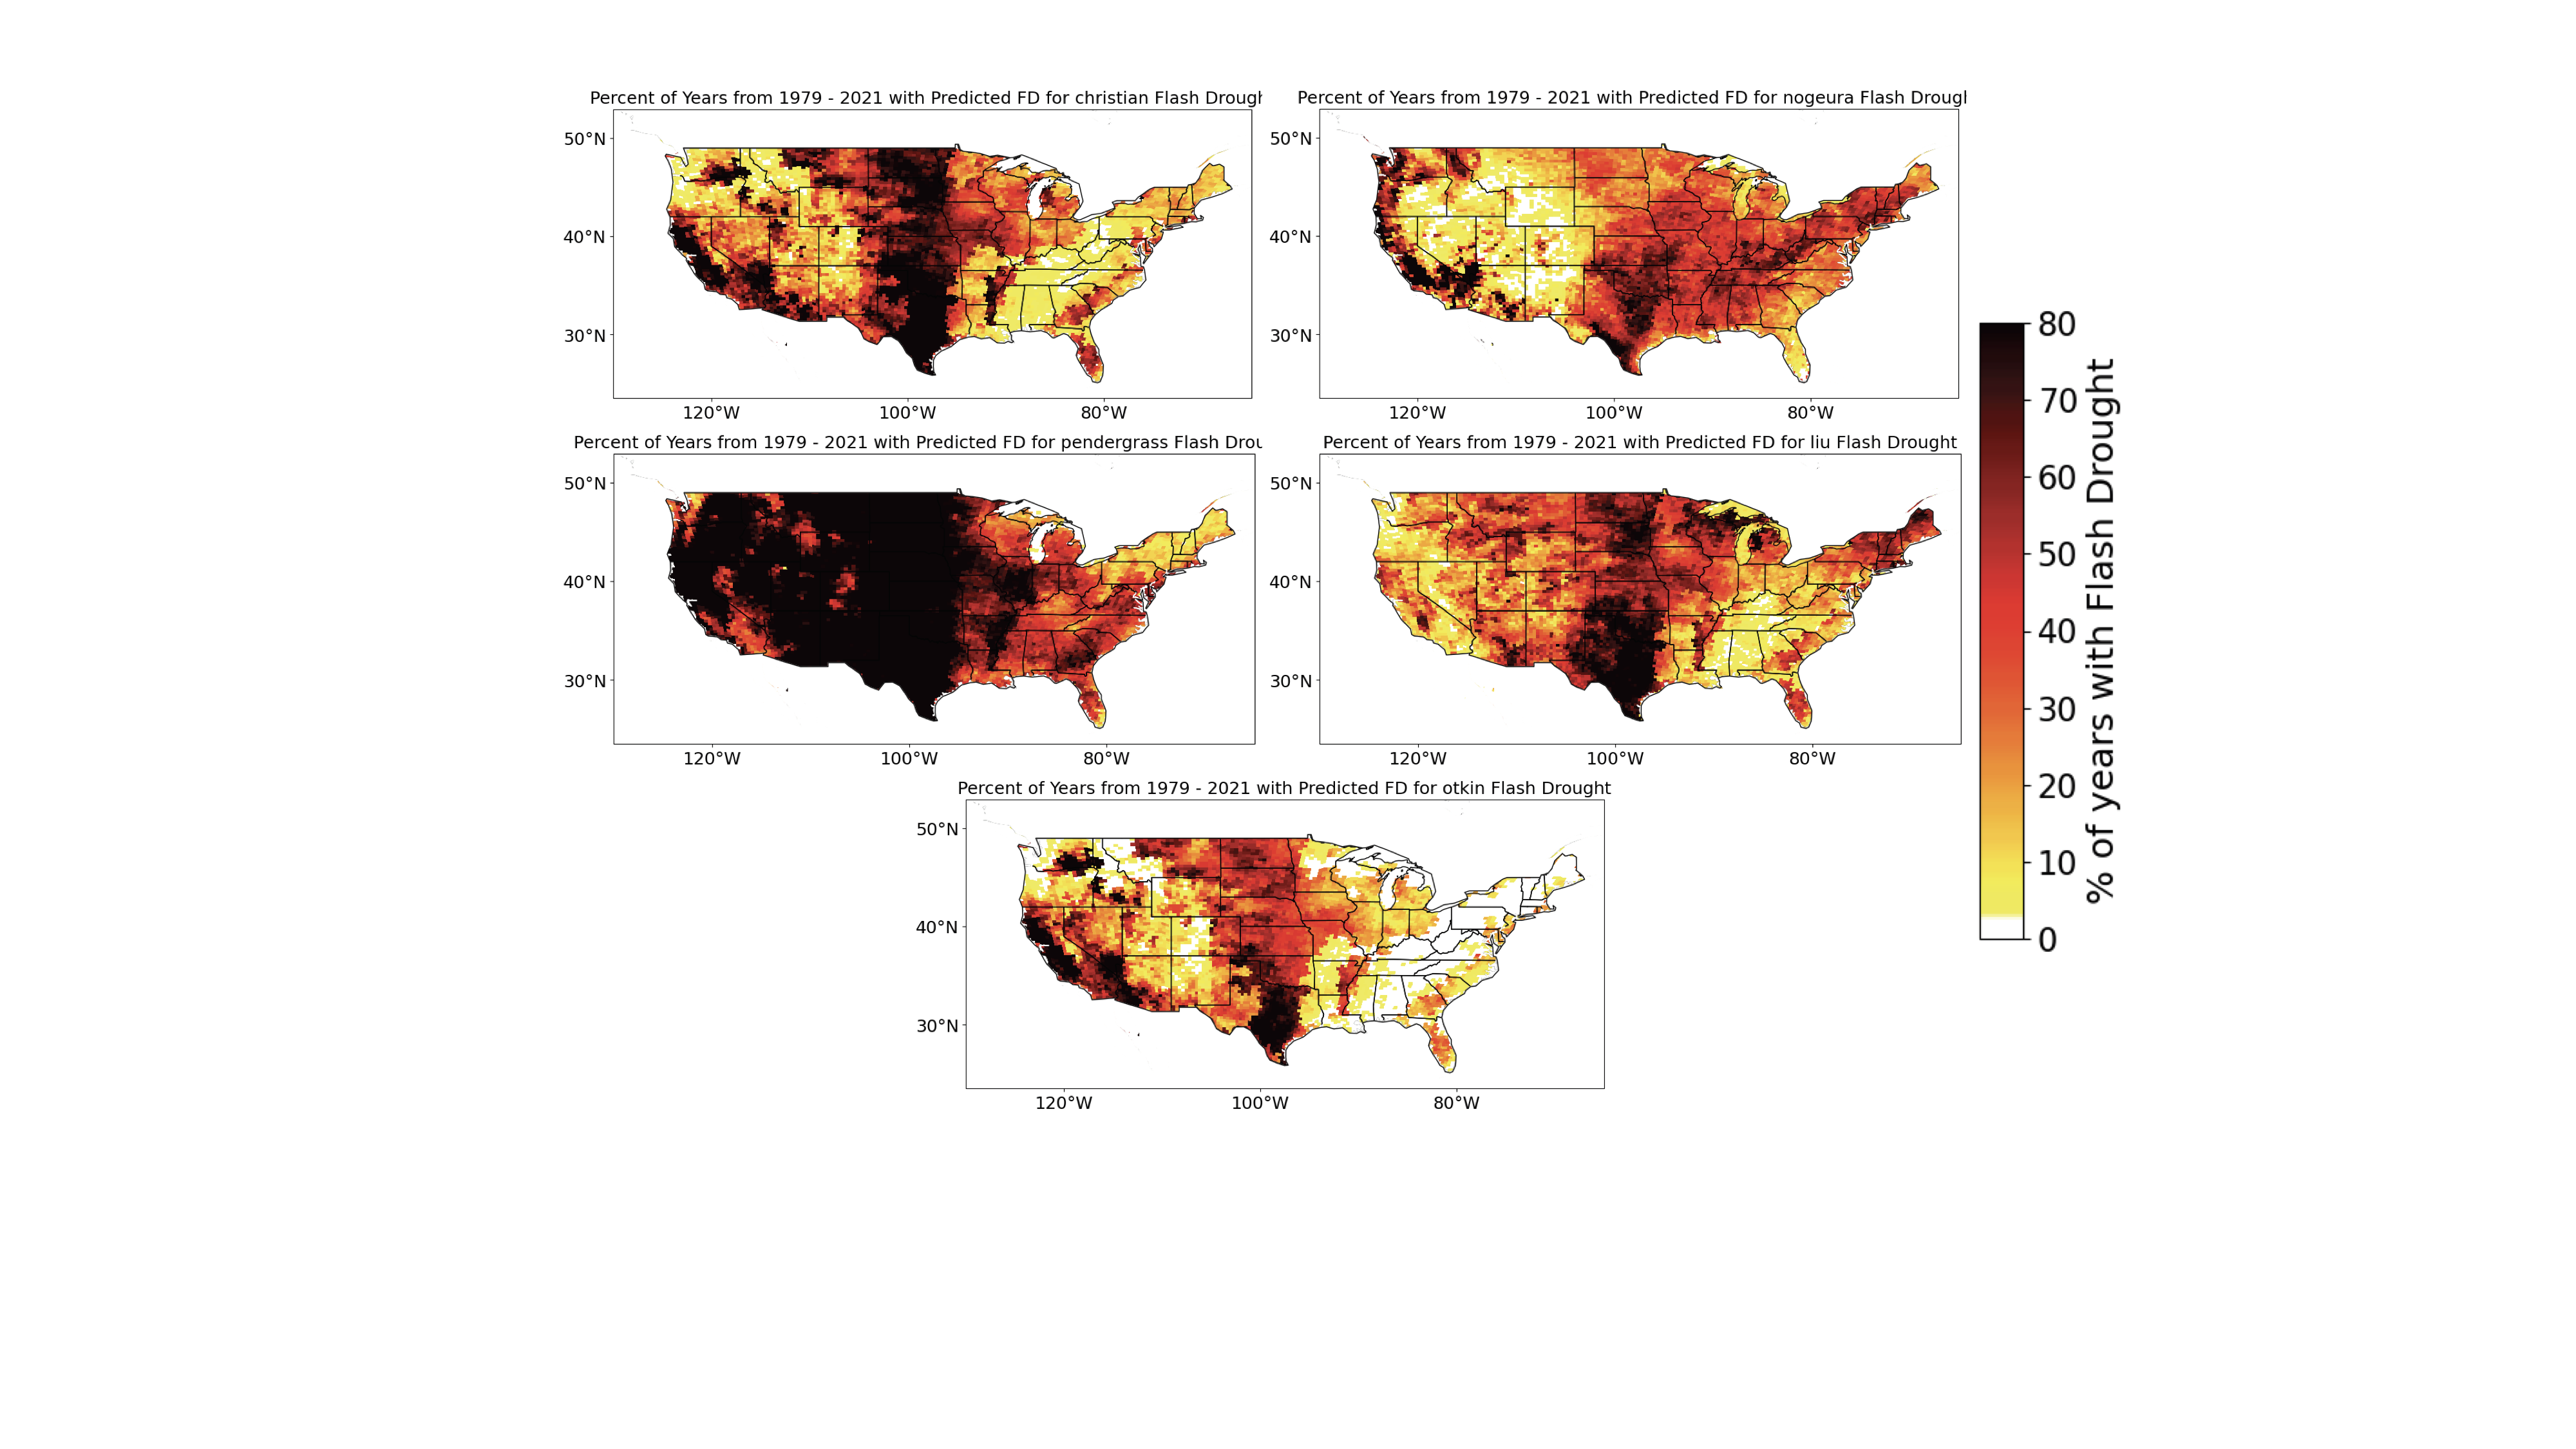 Percent of Years from 1979 - 2021 with Predicted FD for christian Flash Drough
50°N
40°N
30°N
120°W 100°W 80°W
Percent of Years from 1979 - 2021 with Predicted FD for nogeura Flash Drough
50°N
40°N
30°N
120°W 100°W 80°W
Percent of Years from 1979 - 2021 with Predicted FD for pendergrass Flash Drou
50°N
40°N
30°N
120°W 100°W 80°W
Percent of Years from 1979 - 2021 with Predicted FD for liu Flash Drought
50°N
40°N
30°N
120°W 100°W 80°W
Percent of Years from 1979 - 2021 with Predicted FD for otkin Flash Drought
50°N
40°N
30°N
120°W 100°W 80°W
80
70
60
50
40
30
20
10
0
% of years with Flash Drought